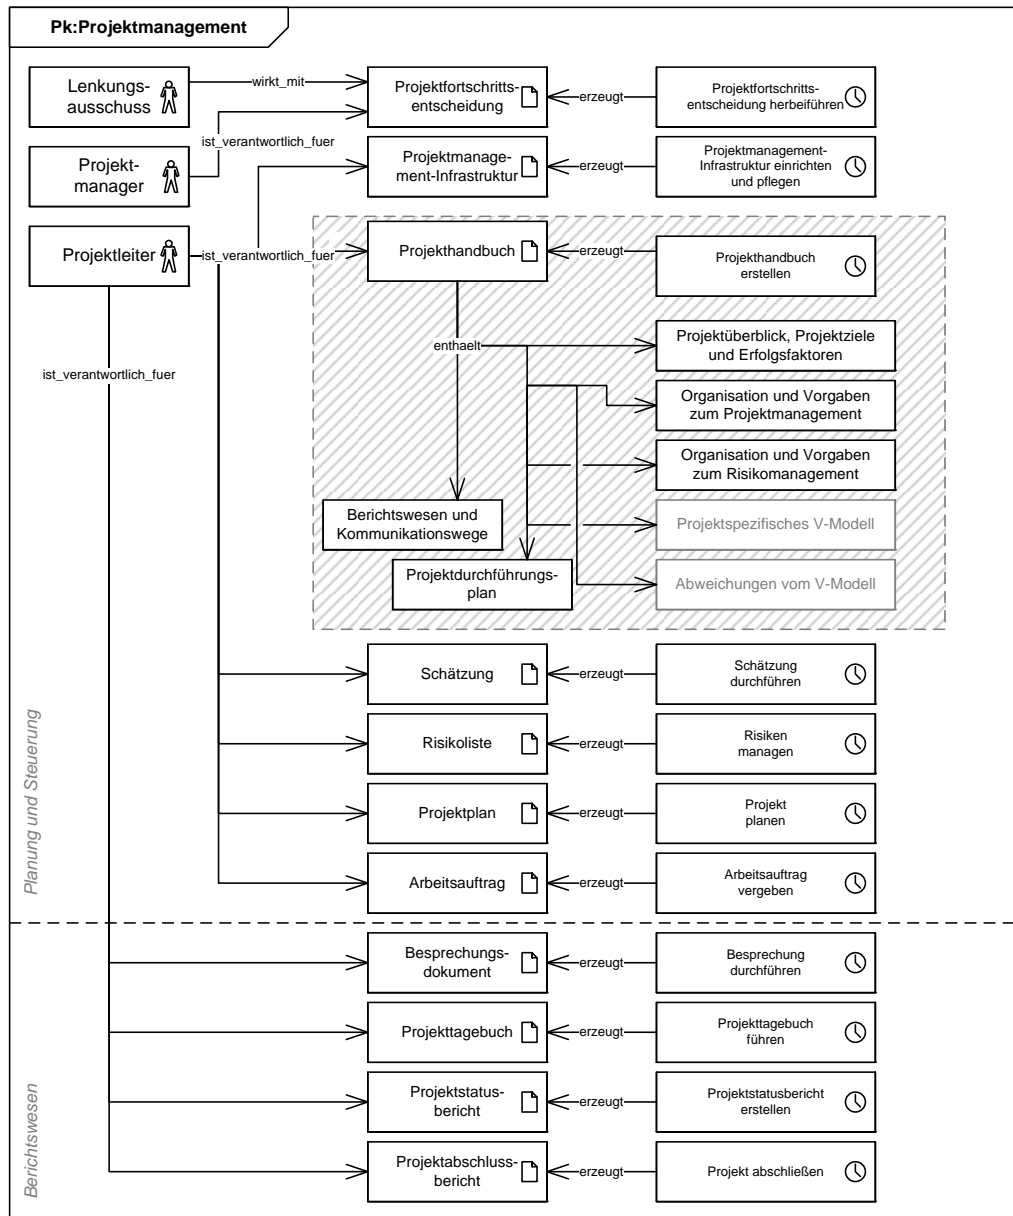 Pk:Projektmanagement
Lenkungs-
ausschuss
wirkt_mit
Projektfortschritts-
entscheidung
erzeugt
Projektfortschritts-
entscheidung herbeiführen
Projekt-
manager
ist_verantwortlich_fuer
Projektmanage-
ment-Infrastruktur
erzeugt
Projektmanagement-
Infrastruktur einrichten
und pflegen
Projektleiter
ist_verantwortlich_fuer
Projekthandbuch
erzeugt
Projekthandbuch
erstellen
enthaelt
Projektüberblick, Projektziele
und Erfolgsfaktoren
ist_verantwortlich_fuer
Organisation und Vorgaben
zum Projektmanagement
Organisation und Vorgaben
zum Risikomanagement
Berichtswesen und
Kommunikationswege
Projektspezifisches V-Modell
Projektdurchführungs-
plan
Abweichungen vom V-Modell
Schätzung
erzeugt
Schätzung
durchführen
Risikoliste
erzeugt
Risiken
managen
Projektplan
erzeugt
Projekt
planen
Arbeitsauftrag
erzeugt
Arbeitsauftrag
vergeben
Planung und Steuerung
Besprechungs-
dokument
erzeugt
Besprechung
durchführen
Projekttagebuch
erzeugt
Projekttagebuch
führen
Projektstatus-
bericht
erzeugt
Projektstatusbericht
erstellen
Projektabschluss-
bericht
erzeugt
Projekt abschließen
Berichtswesen